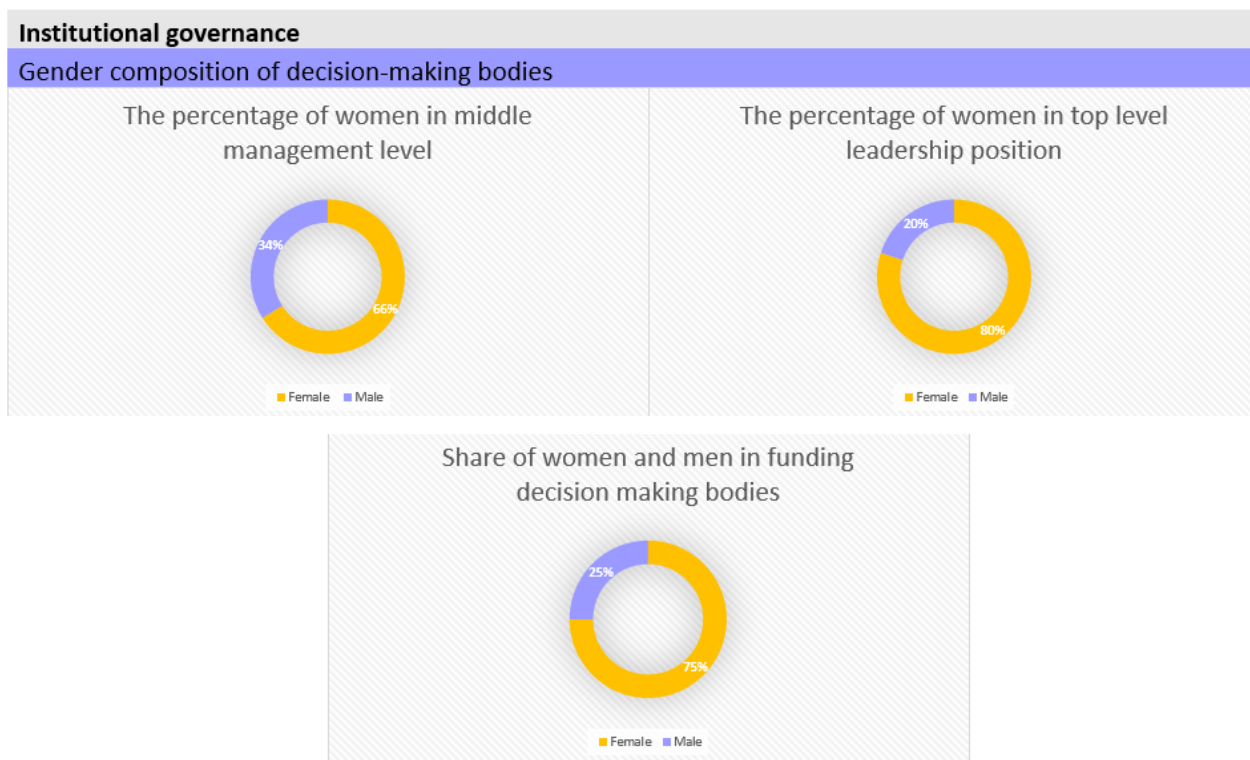 Institutional governance
Gender composition of decision-making bodies
The percentage of women in middle
management level
34%
66%
Female Male
The percentage of women in top level
leadership position
20%
80%
Female Male
Share of women and men in funding
decision making bodies
25%
75%
Female Male